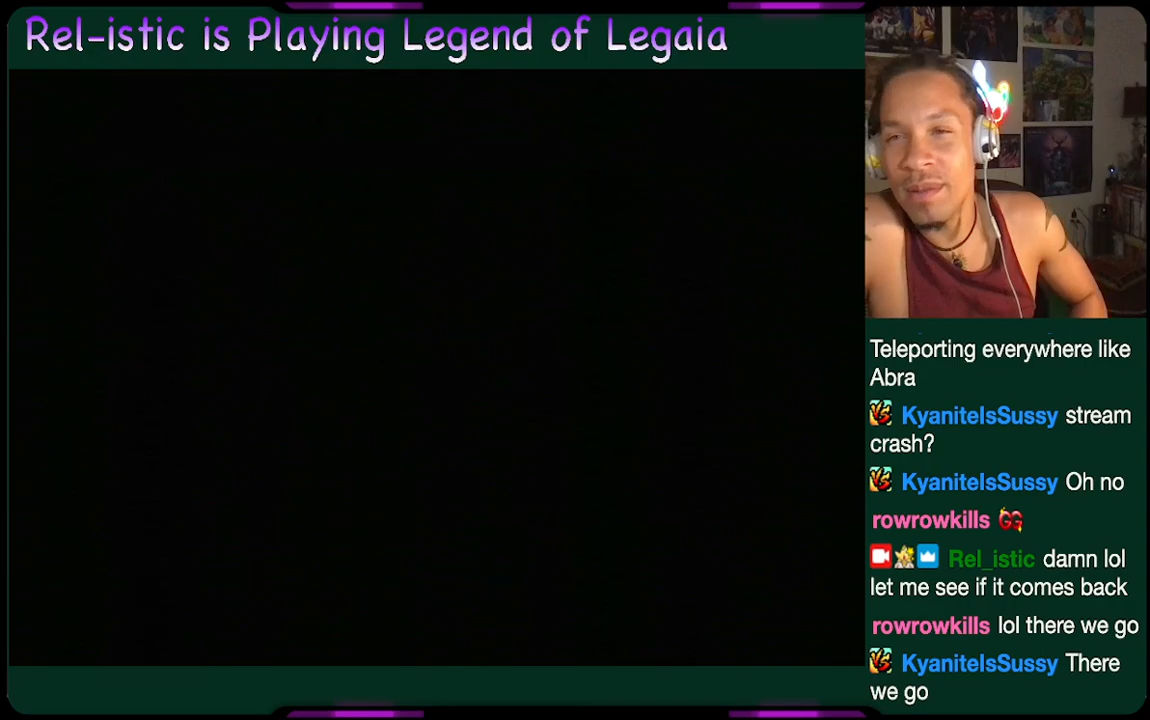 Rel-istic is Playing Legend of Legaia
Teleporting everywhere like
Abra
KyaniteIsSussy stream
crash?
KyaniteIsSussy Oh no
rowrowkills GG
Rel_istic damn lol
let me see if it comes back
rowrowkills lol there we go
KyaniteIsSussy There
we go